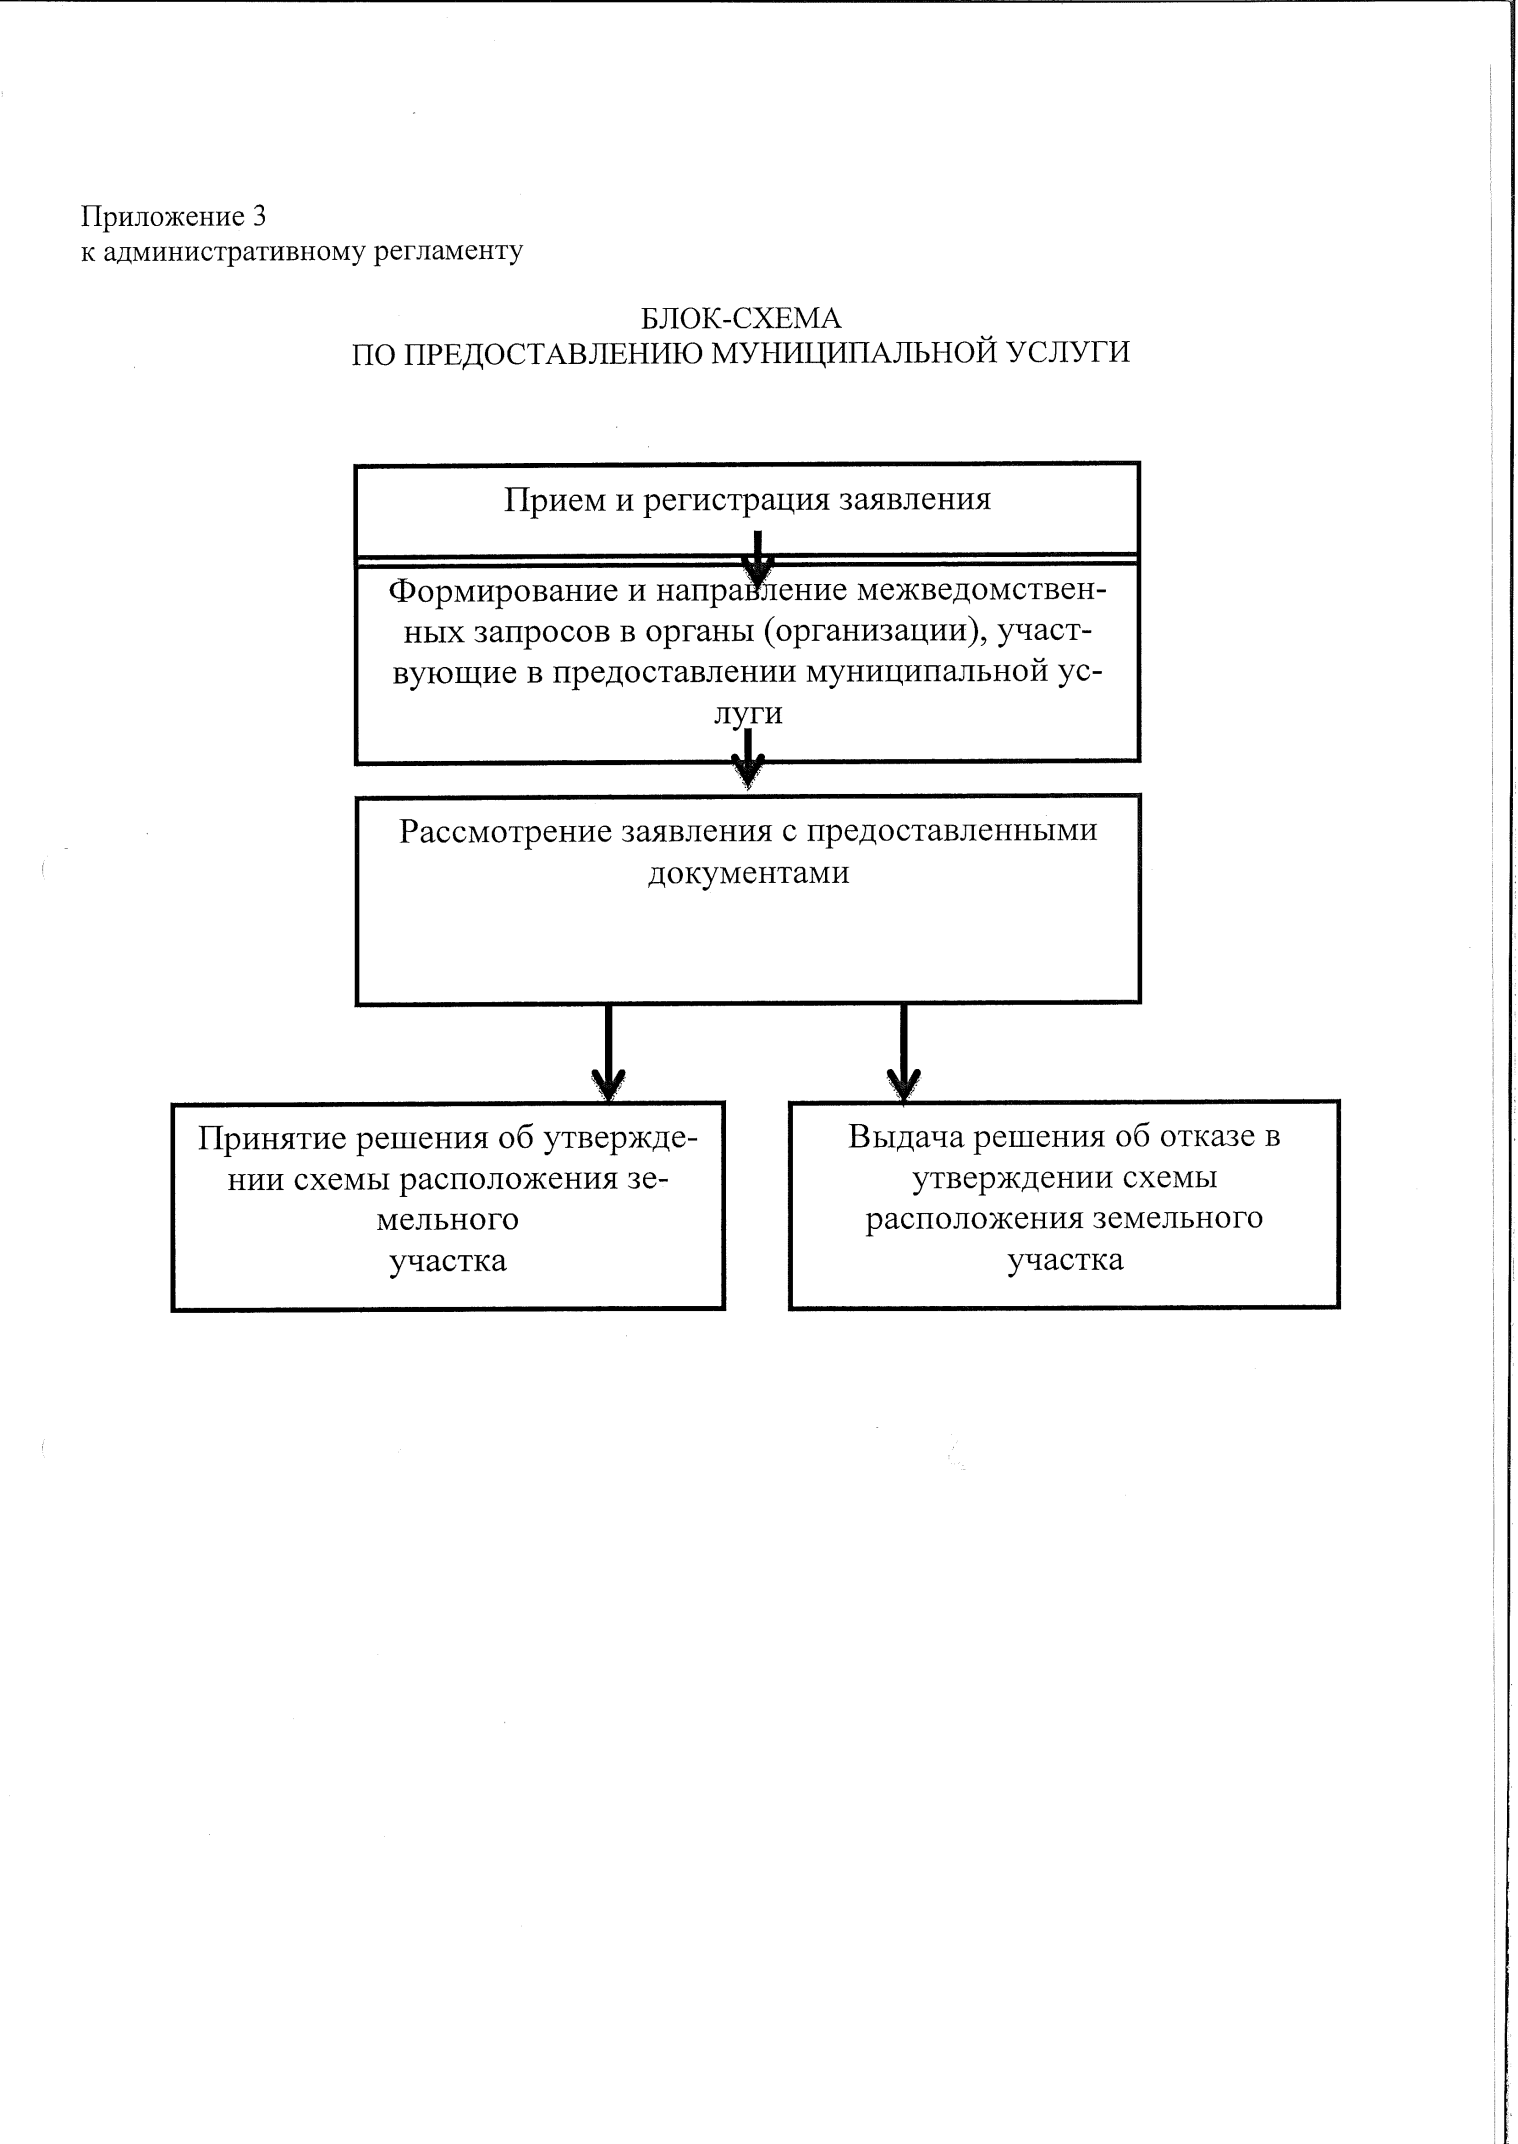 Приложение 3
к административному регламенту
БЛОК-СХЕМА
ПО ПРЕДОСТАВЛЕНИЮ МУНИЦИПАЛЬНОЙ УСЛУГИ
Прием и регистрация заявления
Формирование и направление межведомствен-
ных запросов в органы (организации), участ-
вующие в предоставлении муниципальной ус-
луги
Рассмотрение заявления с предоставленными
документами
Принятие решения об утвержде-
нии схемы расположения зе-
мельного
участка
Выдача решения об отказе в
утверждении схемы
расположения земельного
участка